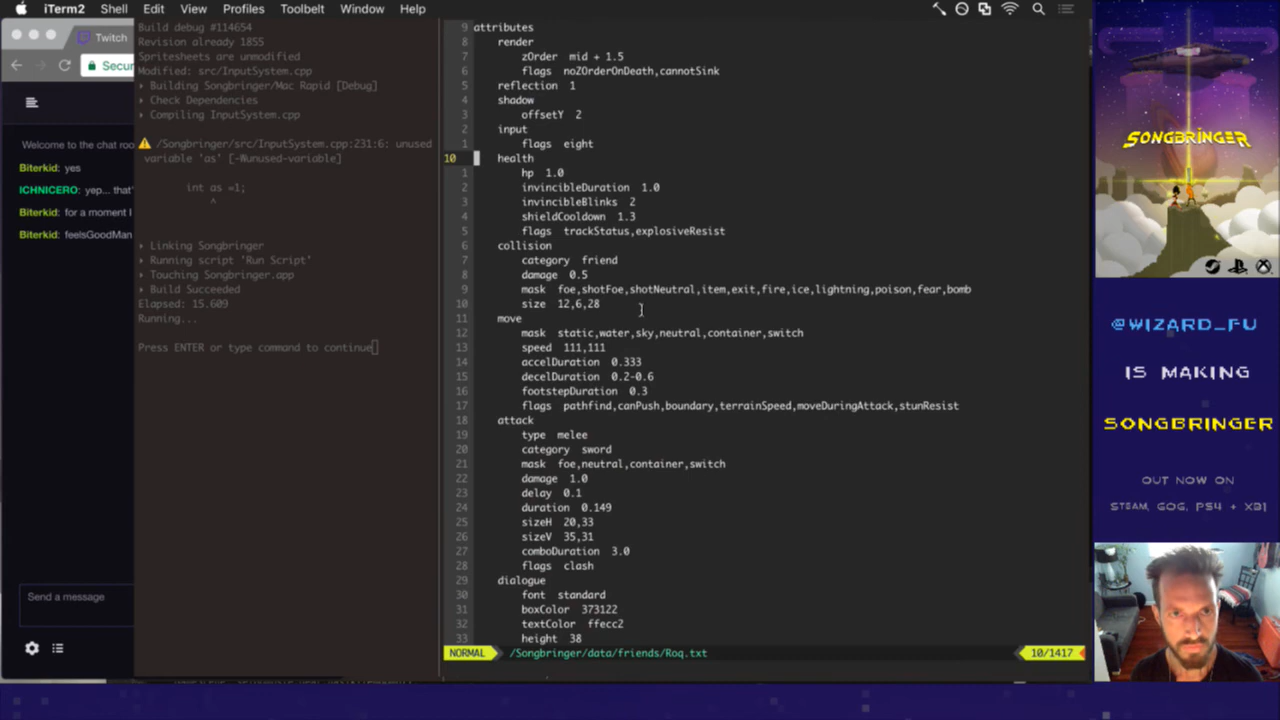 iTerm2 Shell Edit View Profiles Toolbelt Window Help
Twitch
Secur
Welcome to the chat roo
Biterkid: yes
ICHNICERO: yep... that'
Biterkid: for a moment I
Biterkid: feelsGoodMan
Send a message
Build debug #114654
Revision already 1855
Spritesheets are unmodified
Modified: src/InputSystem.cpp
Building Songbringer/Mac Rapid [Debug]
Check Dependencies
Compiling InputSystem.cpp
/Songbringer/src/InputSystem.cpp:231:6: unused
variable 'as' [-Wunused-variable]
int as =1;
^
Linking Songbringer
Running script 'Run Script'
Touching Songbringer.app
Build Succeeded
Elapsed: 15.609
Running...
Press ENTER or type command to continue
9 attributes
8 render
7 zOrder mid + 1.5
6 flags noZOrderOnDeath,cannotSink
5 reflection 1
4 shadow
3 offsetY 2
2 input
1 flags eight
10 health
1 hp 1.0
2 invincibleDuration 1.0
3 invincibleBlinks 2
4 shieldCooldown 1.3
5 flags trackStatus,explosiveResist
6 collision
7 category friend
8 damage 0.5
9 mask foe,shotFoe,shotNeutral,item,exit,fire,ice,lightning,poison,fear,bomb
10 size 12,6,28
11 move
12 mask static,water,sky,neutral,container,switch
13 speed 111,111
14 accelDuration 0.333
15 decelDuration 0.2-0.6
16 footstepDuration 0.3
17 flags pathfind,canPush,boundary,terrainSpeed,moveDuringAttack,stunResist
18 attack
19 type melee
20 category sword
21 mask foe,neutral,container,switch
22 damage 1.0
23 delay 0.1
24 duration 0.149
25 sizeH 20,33
26 sizeV 35,31
27 comboDuration 3.0
28 flags clash
29 dialogue
30 font standard
31 boxColor 373122
32 textColor ffecc2
33 height 38
NORMAL /Songbringer/data/friends/Roq.txt 10/1417
SONGBRINGER
@WIZARD_FU
IS MAKING
SONGBRINGER
OUT NOW ON
STEAM, GOG, PS4 + XB1